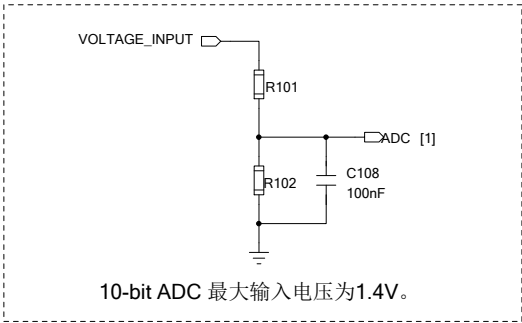 VOLTAGE_INPUT
R101
ADC [1]
R102
C108
100nF
10-bit ADC 最大输入电压为1.4V。